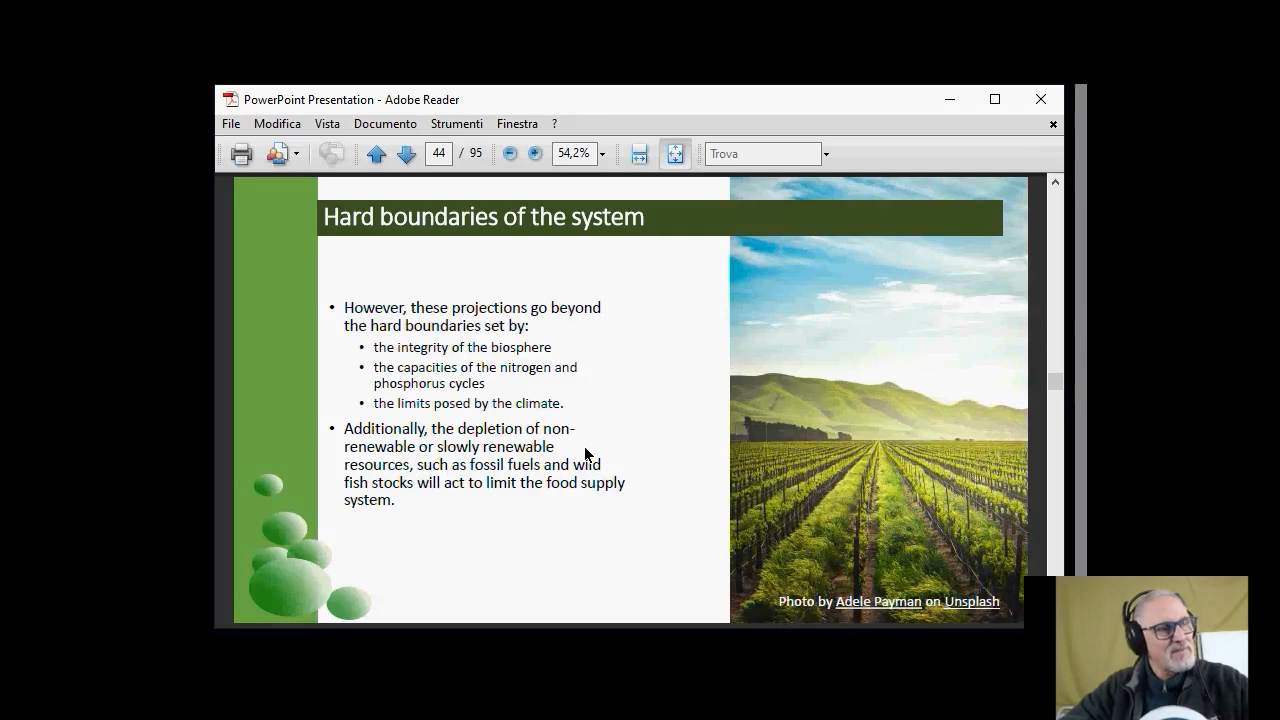 PowerPoint Presentation - Adobe Reader
File Modifica Vista Documento Strumenti Finestra ?
44 / 95 54,2% Trova
Hard boundaries of the system
• However, these projections go beyond
the hard boundaries set by:
• the integrity of the biosphere
• the capacities of the nitrogen and
phosphorus cycles
• the limits posed by the climate.
• Additionally, the depletion of non-
renewable or slowly renewable
resources, such as fossil fuels and wild
fish stocks will act to limit the food supply
system.
Photo by Adele Payman on Unsplash